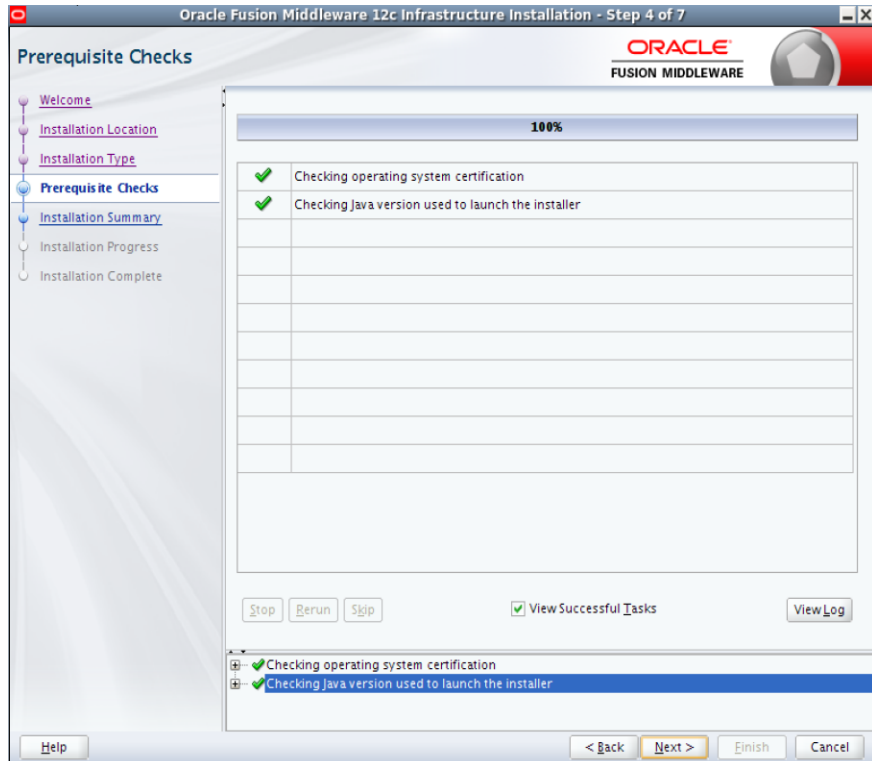 Oracle Fusion Middleware 12c Infrastructure Installation - Step 4 of 7
Prerequisite Checks
ORACLE
FUSION MIDDLEWARE
Welcome
Installation Location
Installation Type
Prerequisite Checks
Installation Summary
Installation Progress
Installation Complete
100%
Checking operating system certification
Checking Java version used to launch the installer
Stop Rerun Skip View Successful Tasks View Log
Checking operating system certification
Checking Java version used to launch the installer
Help < Back Next > Finish Cancel